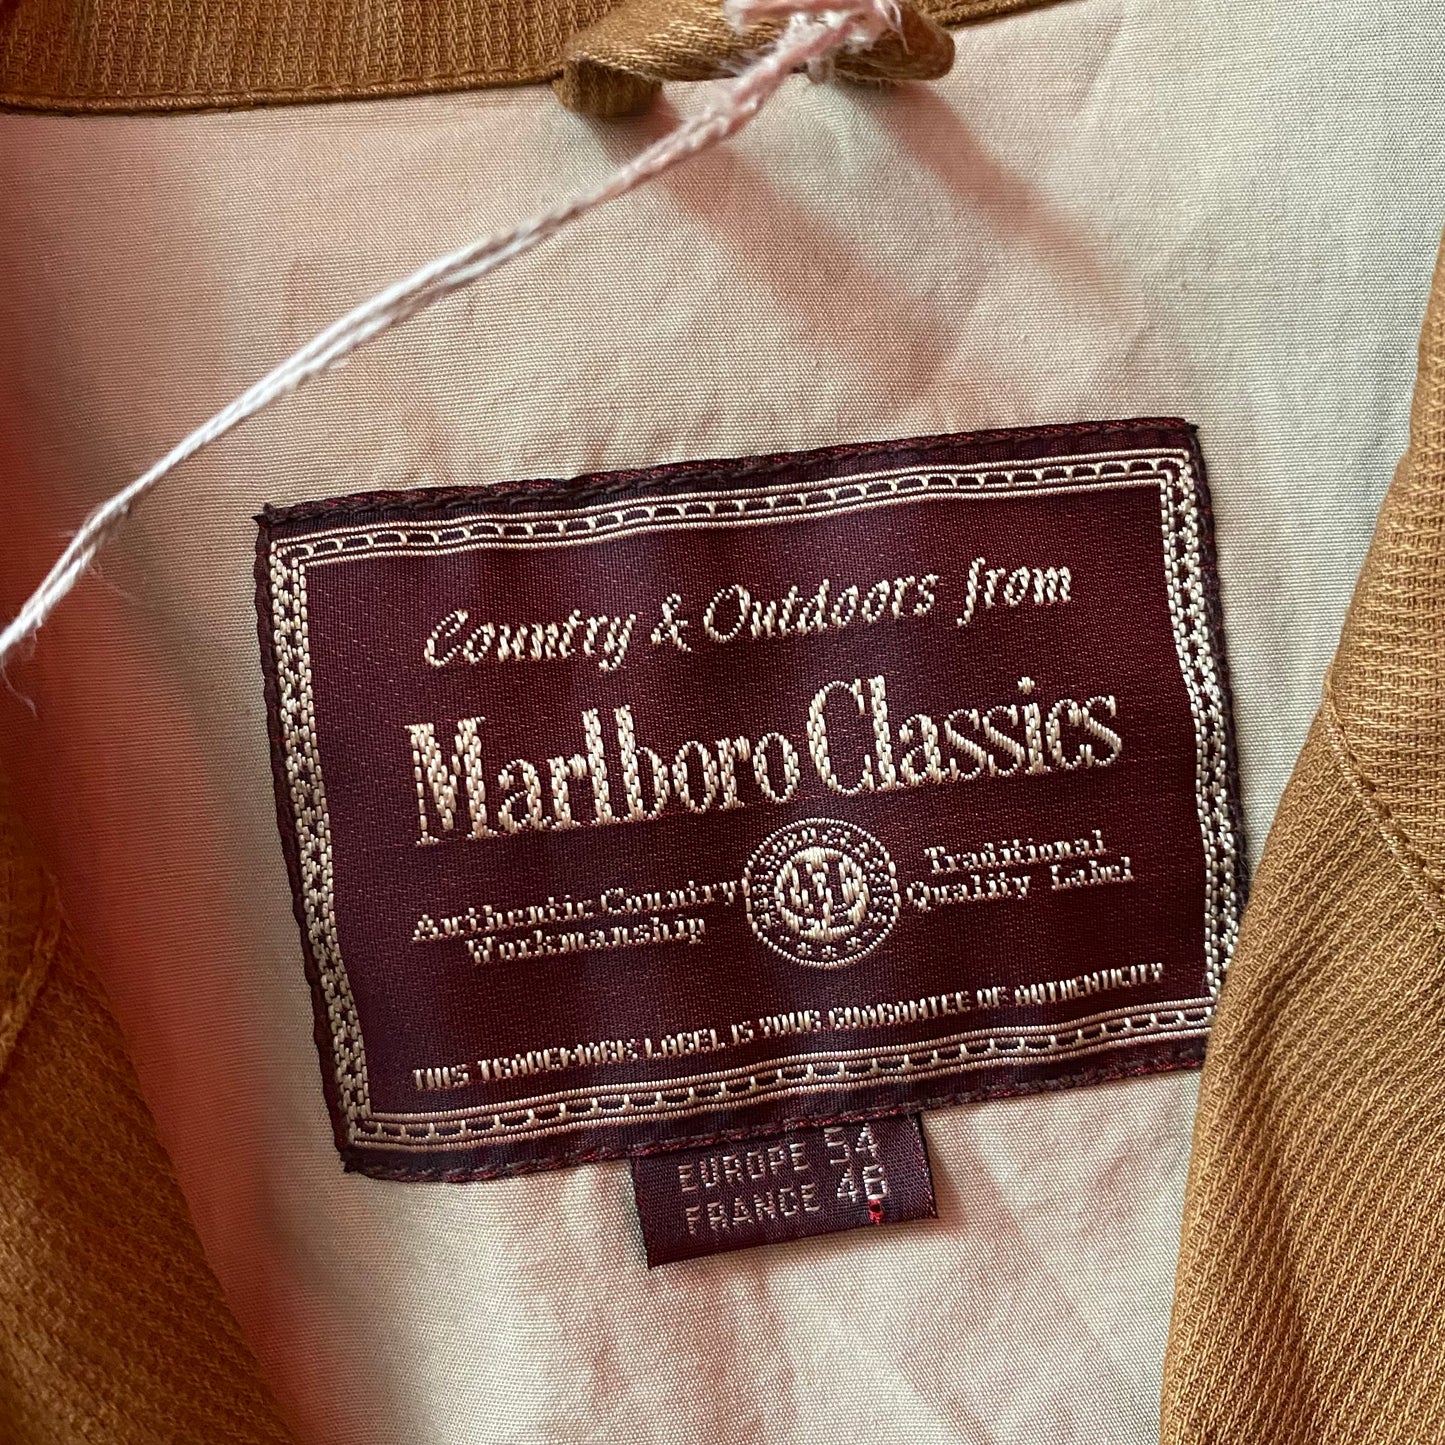 Country & Outdoors from
Marlboro Classics
Authentic Country
Workmanship
Traditional
Quality Label
THIS TRADEMARK LABEL IS YOUR GUARANTEE OF AUTHENTICITY
EUROPE 54
FRANCE 46